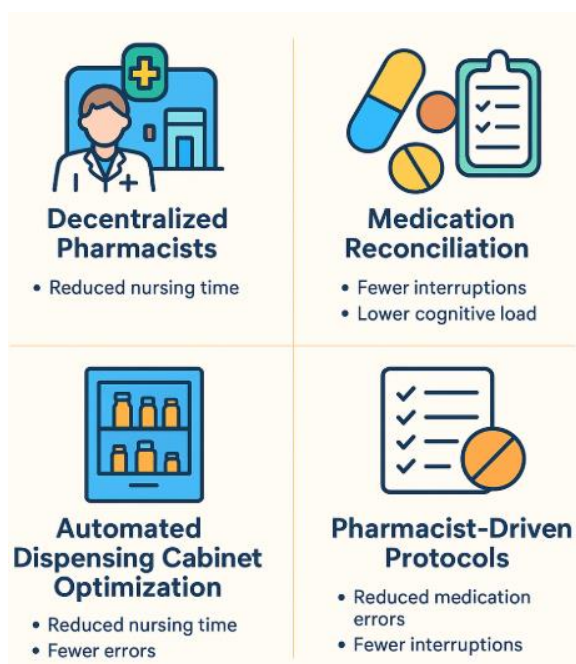 Decentralized
Pharmacists
• Reduced nursing time
Medication
Reconciliation
• Fewer interruptions
• Lower cognitive load
Automated
Dispensing Cabinet
Optimization
• Reduced nursing time
• Fewer errors
Pharmacist-Driven
Protocols
• Reduced medication
errors
• Fewer interruptions